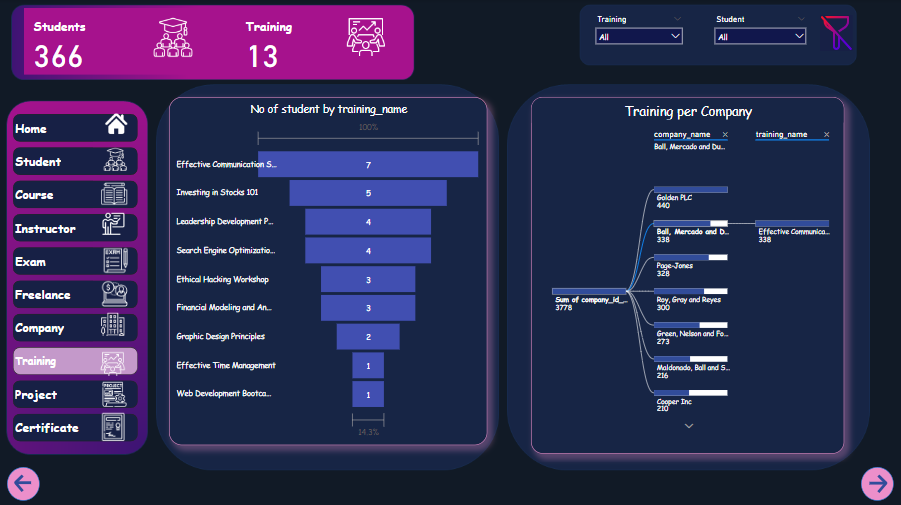 Students
366
Training
13
Training
All
Student
All
Home
Student
Course
Instructor
Exam
EXAM
Freelance
Company
Training
Project
PROJECT
Certificate
No of student by training_name
100%
Effective Communication S... 7
Investing in Stocks 101 5
Leadership Development P... 4
Search Engine Optimizatio... 4
Ethical Hacking Workshop 3
Financial Modeling and An... 3
Graphic Design Principles 2
Effective Time Management 1
Web Development Bootca... 1
14.3%
Training per Company
company_name training_name
Ball, Mercado and Du...
Golden PLC
440
Ball, Mercado and D...
338
Effective Communica...
338
Page-Jones
328
Sum of company_id_...
3778
Roy, Gray and Reyes
300
Green, Nelson and Fo...
273
Maldonado, Ball and S...
216
Cooper Inc
210